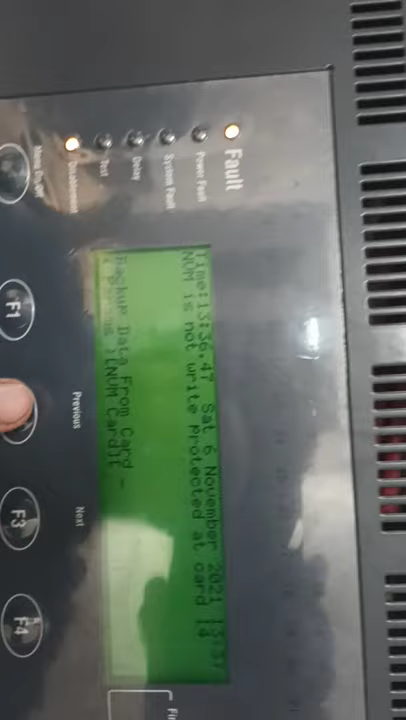 Fault
Power Fault
System Fault
Delay
Test
Disablement
Time:13:36.47 Sat 6 November 2021 13:37
NVM is not write protected at card 14
Backup Data From Card -
Previous
Next
F1
F3
F4